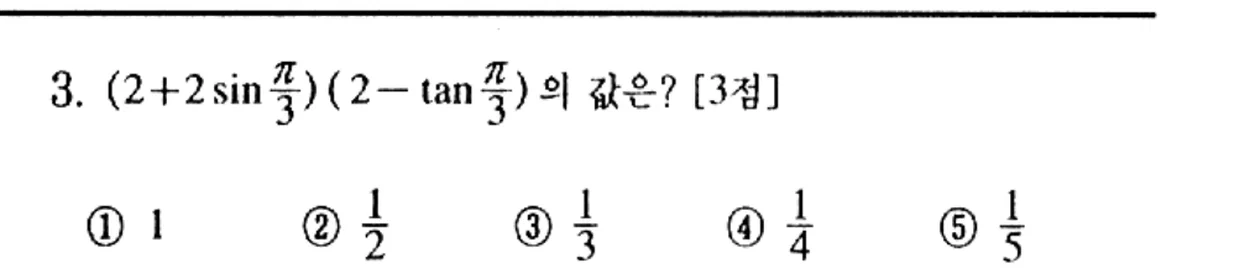 3. (2+2 sin π/3)(2− tan π/3) 의 값은? [3점]
① 1 ② 1/2 ③ 1/3 ④ 1/4 ⑤ 1/5